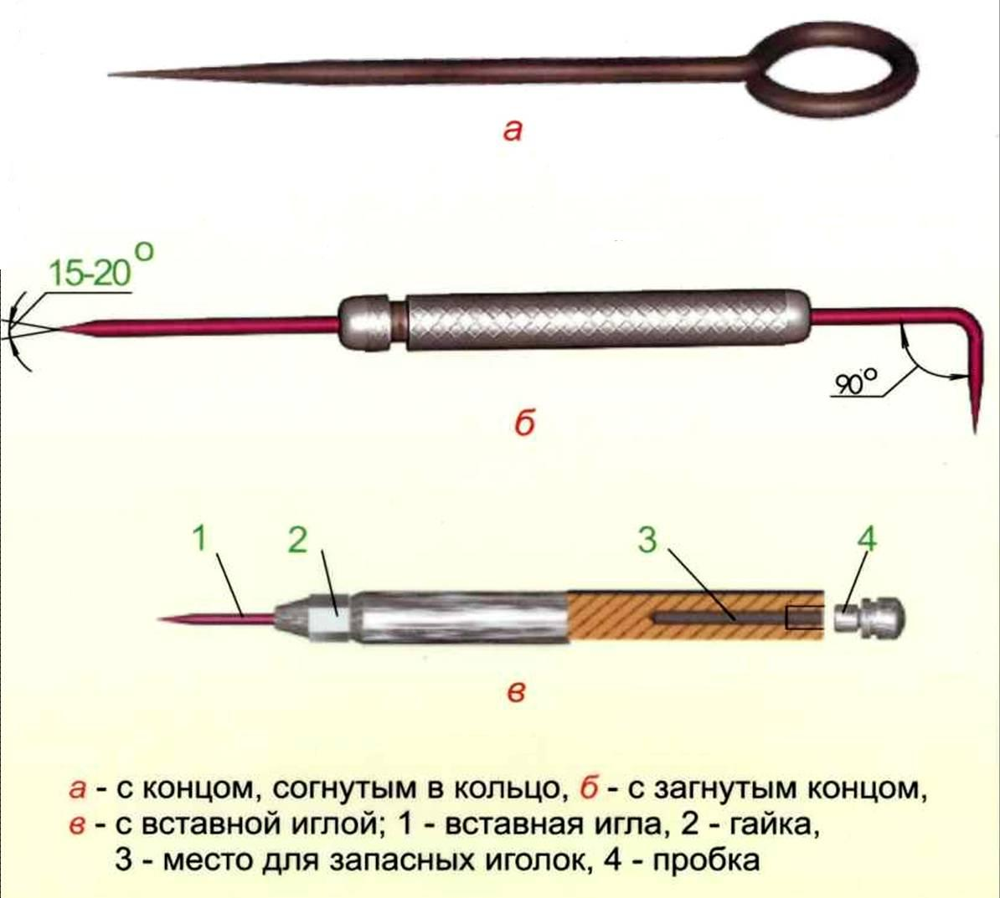 а
15-20°
90°
б
1 2 3 4
в
а - с концом, согнутым в кольцо, б - с загнутым концом,
в - с вставной иглой; 1 - вставная игла, 2 - гайка,
3 - место для запасных иголок, 4 - пробка